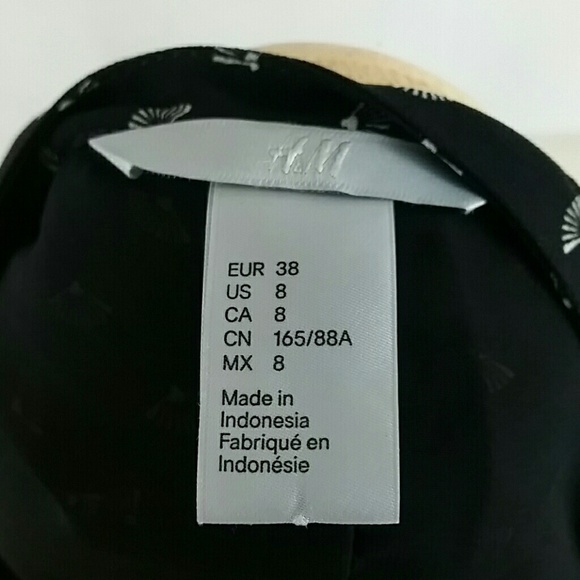 H&M
EUR 38
US 8
CA 8
CN 165/88A
MX 8
Made in
Indonesia
Fabriqué en
Indonésie